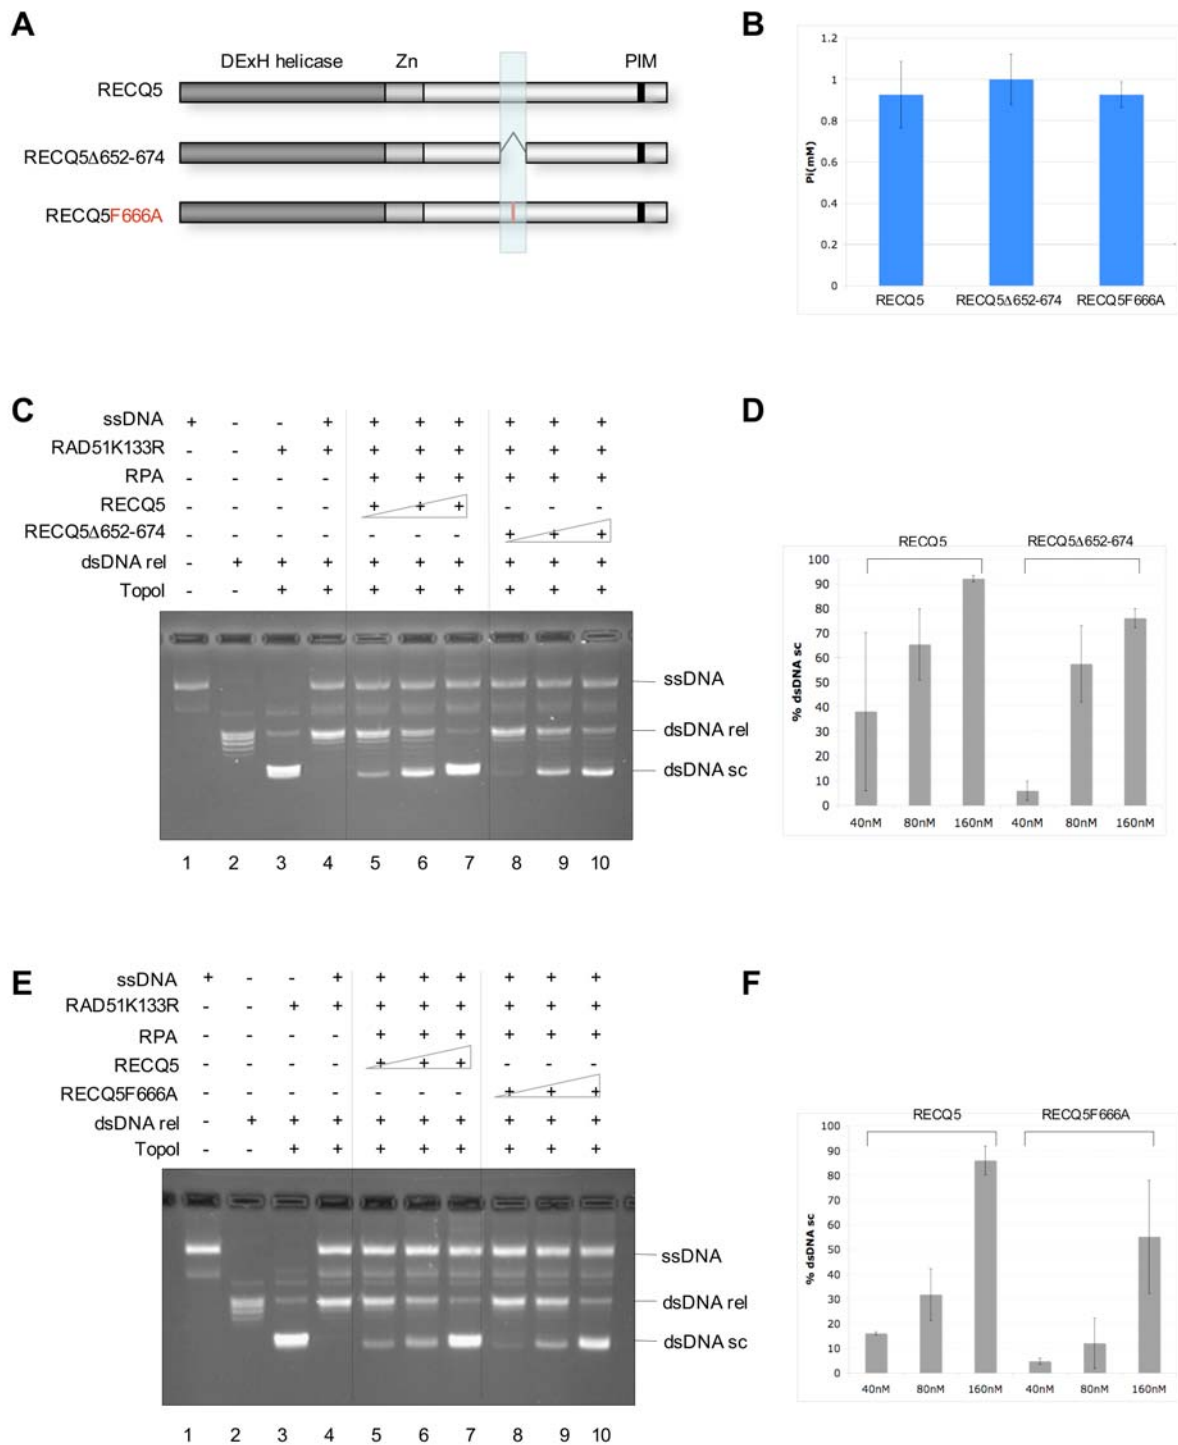 A
DExH helicase Zn PIM
RECQ5
RECQ5Δ652-674
RECQ5F666A
B
1.2
1
0.8
0.6
0.4
0.2
0
Pi(mM)
RECQ5 RECQ5Δ652-674 RECQ5F666A
C
ssDNA + - - + + + + + + +
RAD51K133R - - + + + + + + + +
RPA - - - - + + + + + +
RECQ5 - - - - + + + - - -
RECQ5Δ652-674 - - - - - - - + + +
dsDNA rel - + + + + + + + + +
TopoI - - + + + + + + + +
ssDNA
dsDNA rel
dsDNA sc
1 2 3 4 5 6 7 8 9 10
D
RECQ5 RECQ5Δ652-674
100
90
80
70
60
50
40
30
20
10
0
% dsDNA sc
40nM 80nM 160nM 40nM 80nM 160nM
E
ssDNA + - - + + + + + + +
RAD51K133R - - + + + + + + + +
RPA - - - - + + + + + +
RECQ5 - - - - + + + - - -
RECQ5F666A - - - - - - - + + +
dsDNA rel - + + + + + + + + +
TopoI - - + + + + + + + +
ssDNA
dsDNA rel
dsDNA sc
1 2 3 4 5 6 7 8 9 10
F
RECQ5 RECQ5F666A
100
90
80
70
60
50
40
30
20
10
0
% dsDNA sc
40nM 80nM 160nM 40nM 80nM 160nM